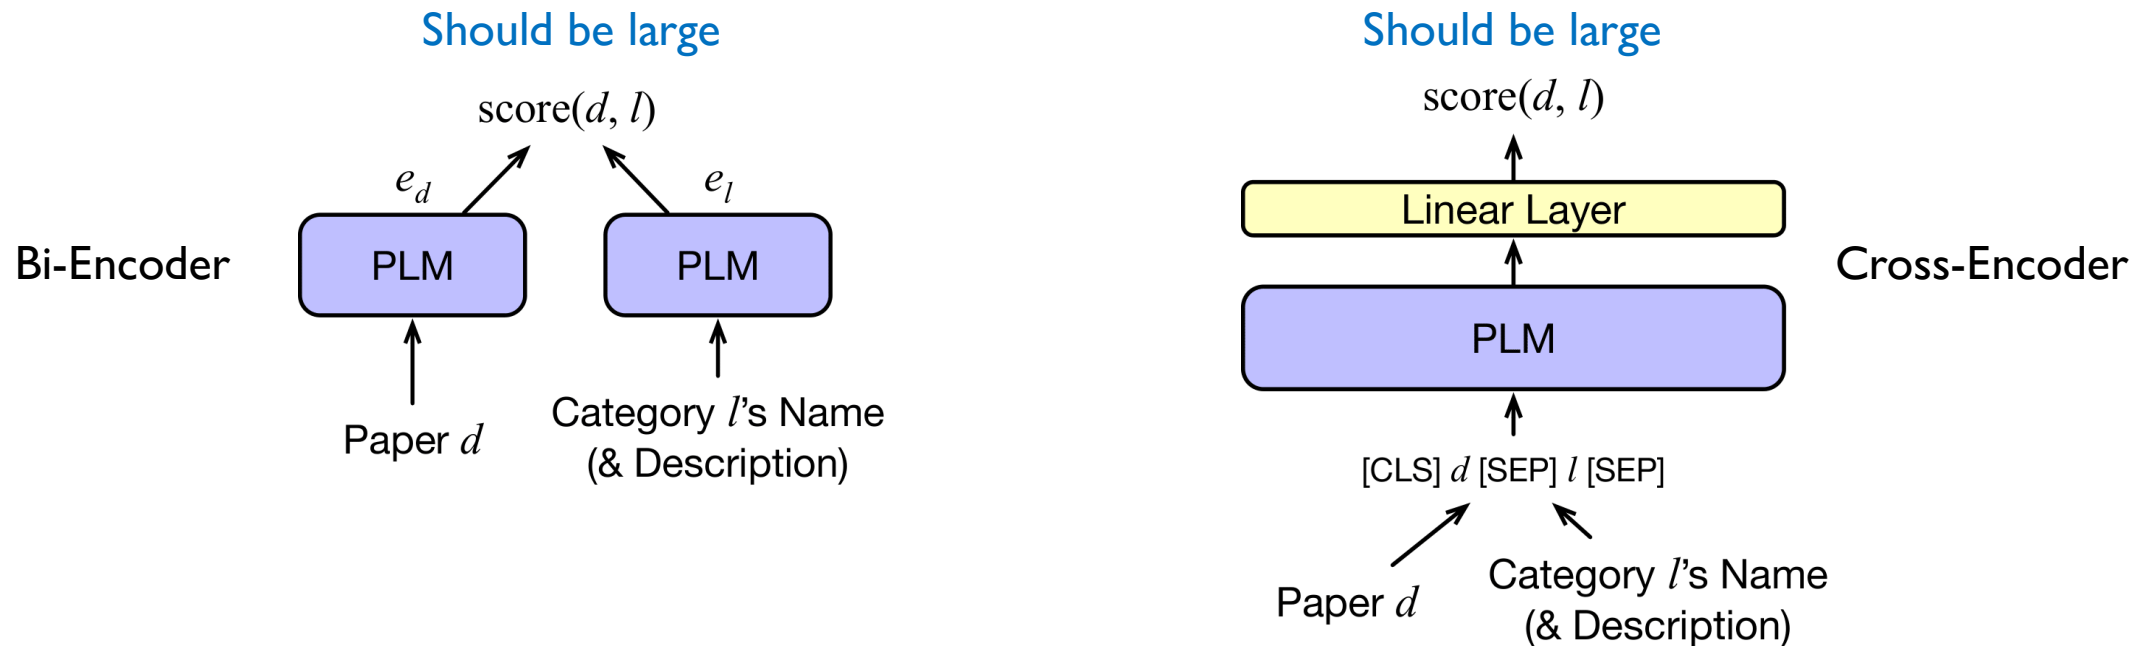 Should be large
score(d, l)
e_d
e_l
Bi-Encoder
PLM
PLM
Paper d
Category l's Name
(& Description)
Should be large
score(d, l)
Linear Layer
Cross-Encoder
PLM
[CLS] d [SEP] l [SEP]
Paper d
Category l's Name
(& Description)